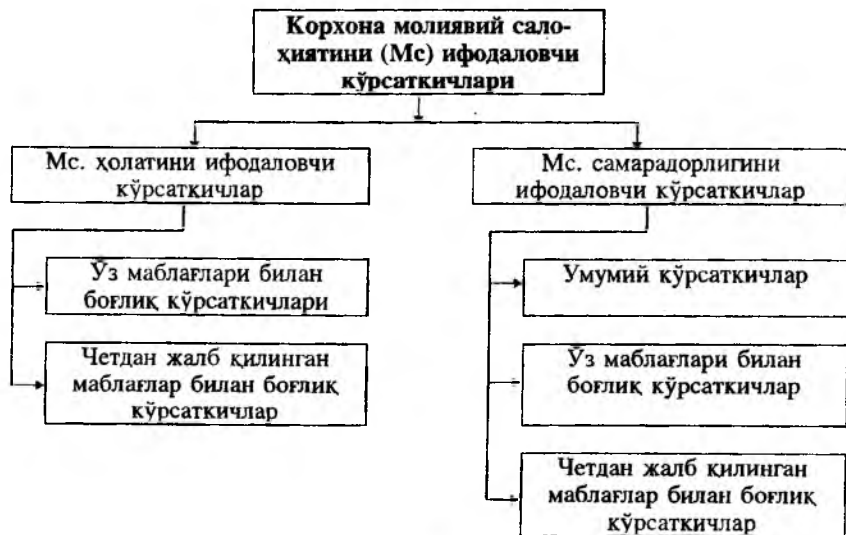 Корхона молиявий сало-
ҳиятини (Мс) ифодаловчи
кўрсаткичлари
Мс. ҳолатини ифодаловчи
кўрсатқичлар
Ўз маблағлари билан
боғлиқ кўрсаткичлари
Четдан жалб қилинган
маблағлар билан боғлиқ
кўрсаткичлар
Мс. самарадорлигини
ифодаловчи кўрсаткичлар
Умумий кўрсаткичлар
Ўз маблағлари билан
боғлиқ кўрсаткичлар
Четдан жалб қилинган
маблағлар билан боғлиқ
кўрсаткичлар